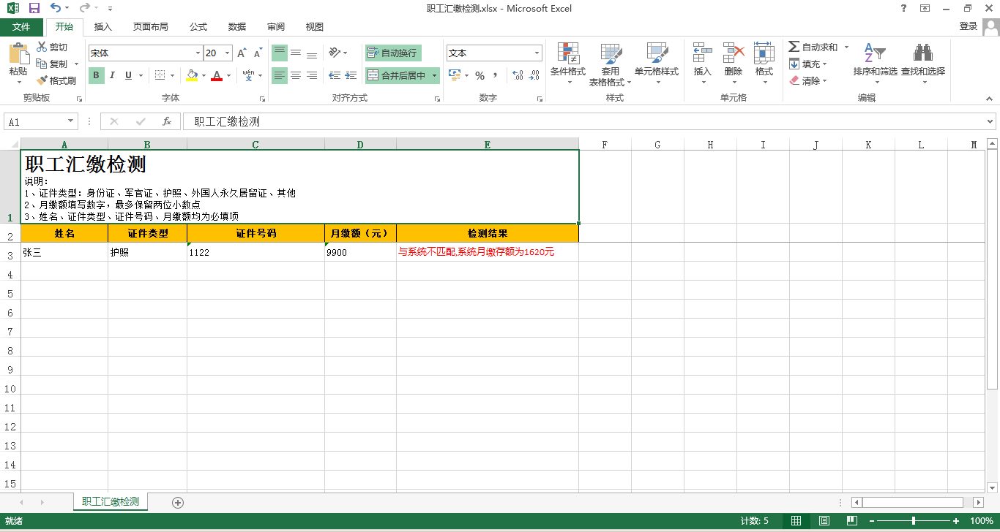 职工汇缴检测.xlsx - Microsoft Excel
?
文件 开始 插入 页面布局 公式 数据 审阅 视图 登录
粘贴 剪切 复制 格式刷
宋体 20 A A
B I U A wén
自动换行
合并后居中
文本
% , .00
条件格式 套用表格格式 单元格样式
插入 删除 格式
Σ 自动求和
填充
清除
排序和筛选 查找和选择
剪贴板 字体 对齐方式 数字 样式 单元格 编辑
A1 fx 职工汇缴检测
A B C D E F G H I J K L M
1
职工汇缴检测
说明：
1、证件类型：身份证、军官证、护照、外国人永久居留证、其他
2、月缴额填写数字，最多保留两位小数点
3、姓名、证件类型、证件号码、月缴额均为必填项
2 姓名 证件类型 证件号码 月缴额（元） 检测结果
3 张三 护照 1122 9900 与系统不匹配,系统月缴存额为1620元
4
5
6
7
8
9
10
11
12
13
14
15
职工汇缴检测
就绪 计数: 5 100%